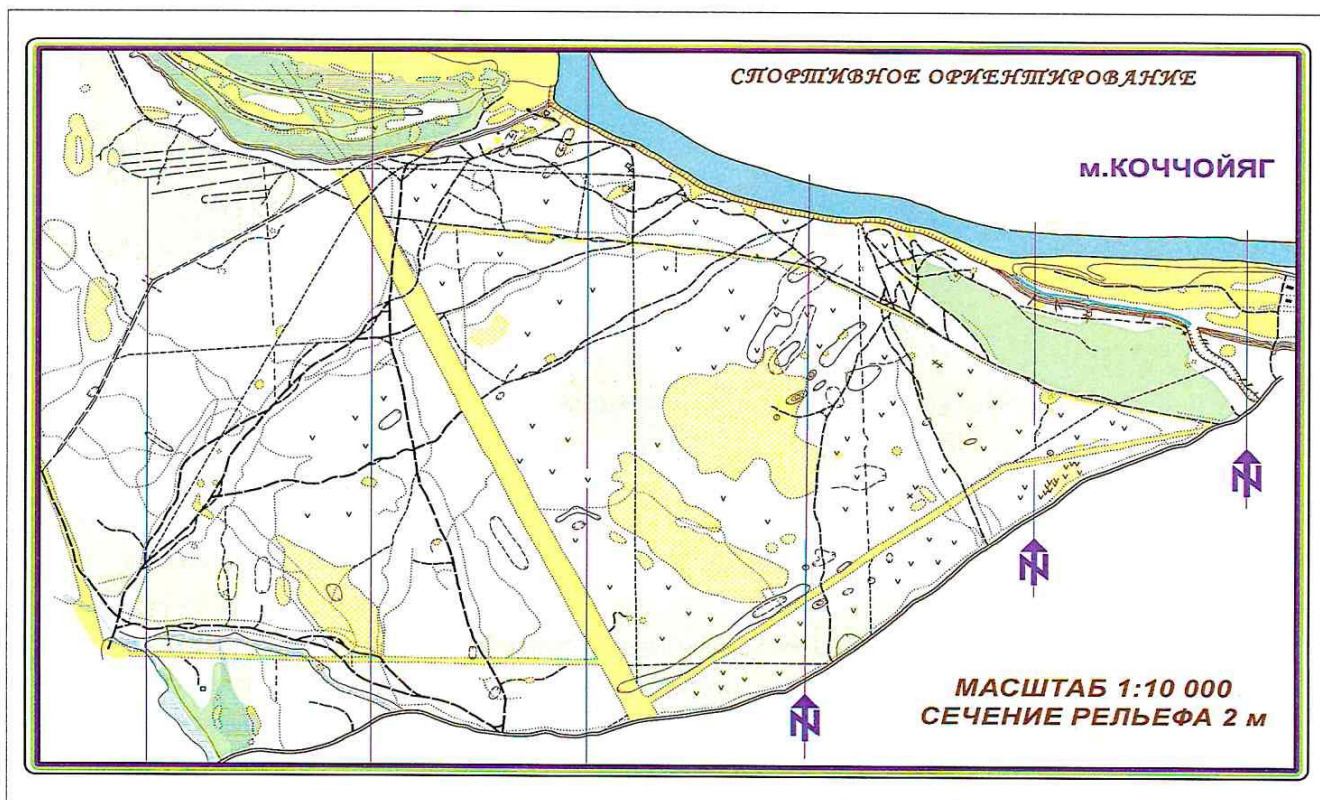 СПОРТИВНОЕ ОРИЕНТИРОВАНИЕ
м.КОЧЧОЙЯГ
МАСШТАБ 1:10 000
СЕЧЕНИЕ РЕЛЬЕФА 2 м